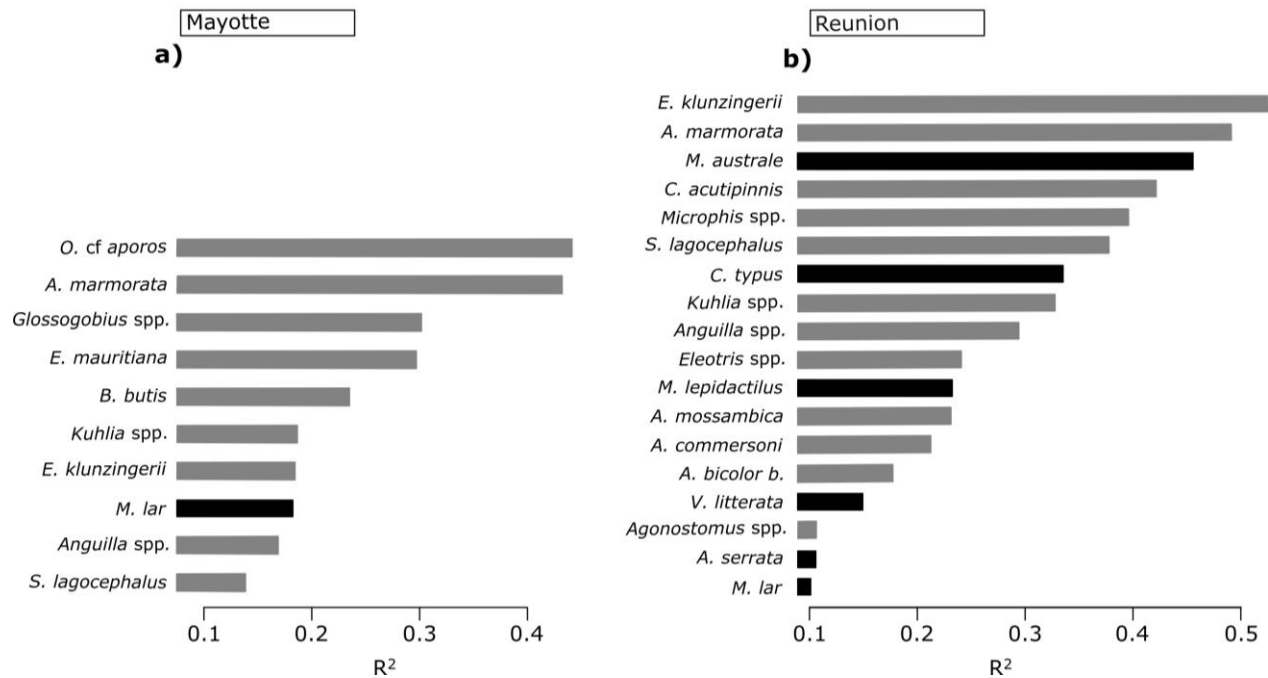 Mayotte
a)
O. cf aporos
A. marmorata
Glossogobius spp.
E. mauritiana
B. butis
Kuhlia spp.
E. klunzingerii
M. lar
Anguilla spp.
S. lagocephalus
0.1 0.2 0.3 0.4
R²
Reunion
b)
E. klunzingerii
A. marmorata
M. australe
C. acutipinnis
Microphis spp.
S. lagocephalus
C. typus
Kuhlia spp.
Anguilla spp.
Eleotris spp.
M. lepidactilus
A. mossambica
A. commersoni
A. bicolor b.
V. litterata
Agonostomus spp.
A. serrata
M. lar
0.1 0.2 0.3 0.4 0.5
R²